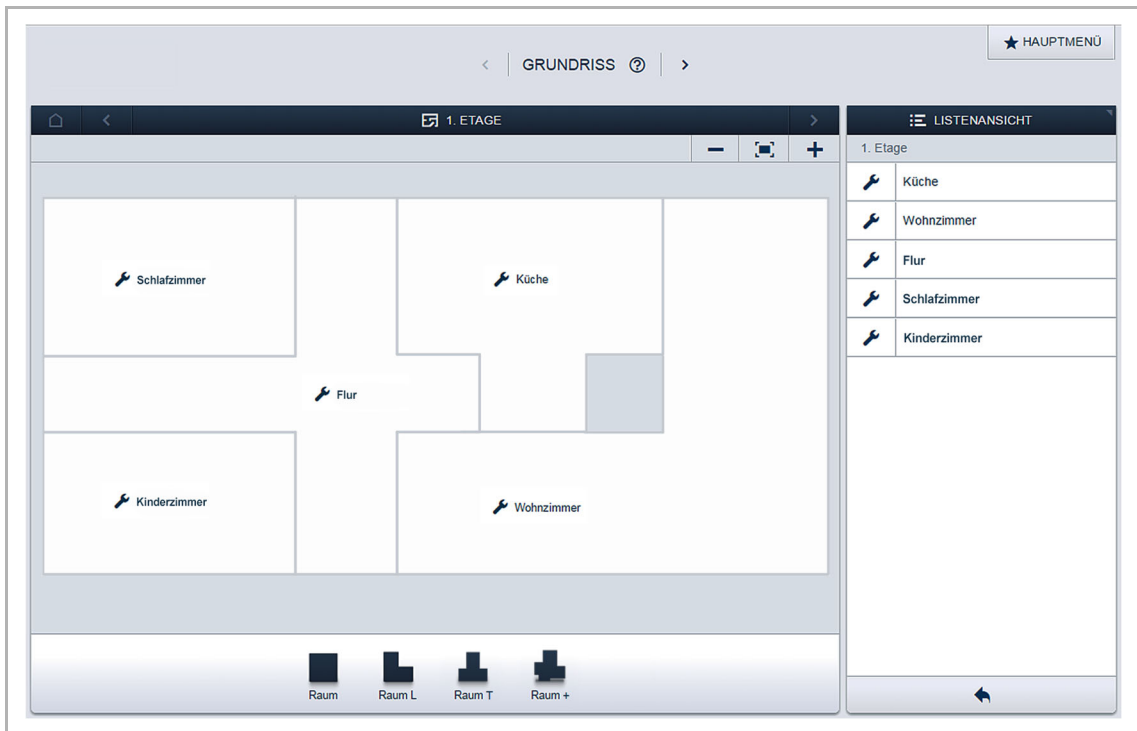 HAUPTMENÜ
GRUNDRISS
1. ETAGE
LISTENANSICHT
1. Etage
Küche
Wohnzimmer
Flur
Schlafzimmer
Kinderzimmer
Schlafzimmer
Küche
Flur
Kinderzimmer
Wohnzimmer
Raum
Raum L
Raum T
Raum +